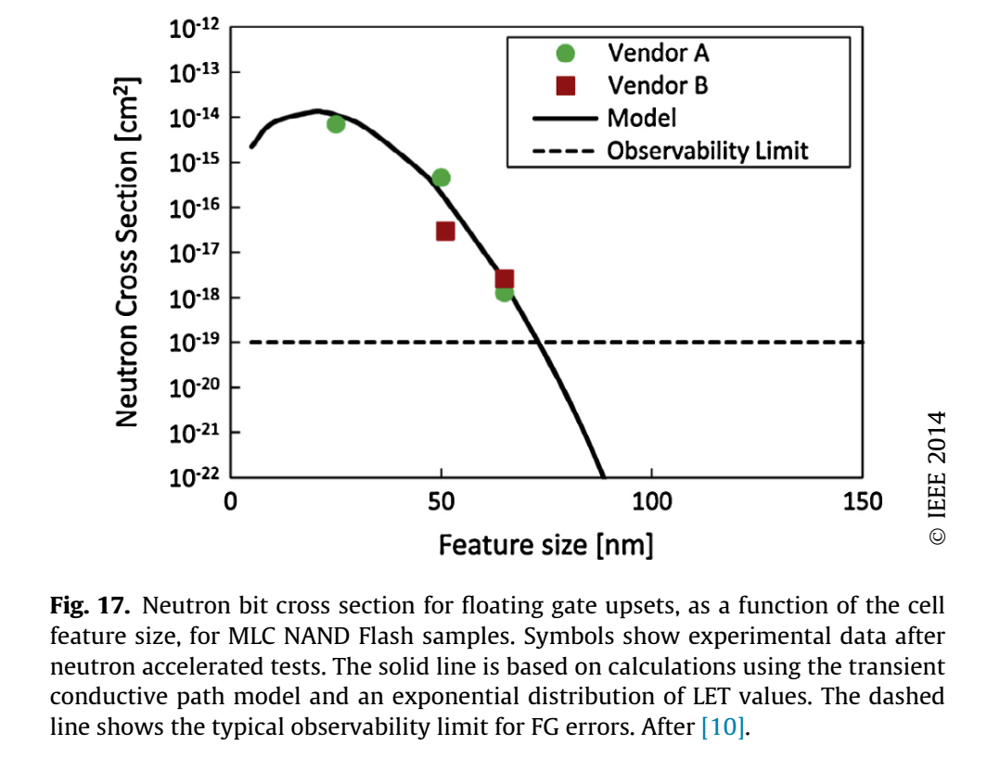 10-12
10-13
10-14
10-15
10-16
10-17
10-18
10-19
10-20
10-21
10-22
Neutron Cross Section [cm2]
Vendor A
Vendor B
Model
Observability Limit
0 50 100 150
Feature size [nm]
© IEEE 2014
Fig. 17. Neutron bit cross section for floating gate upsets, as a function of the cell
feature size, for MLC NAND Flash samples. Symbols show experimental data after
neutron accelerated tests. The solid line is based on calculations using the transient
conductive path model and an exponential distribution of LET values. The dashed
line shows the typical observability limit for FG errors. After [10].